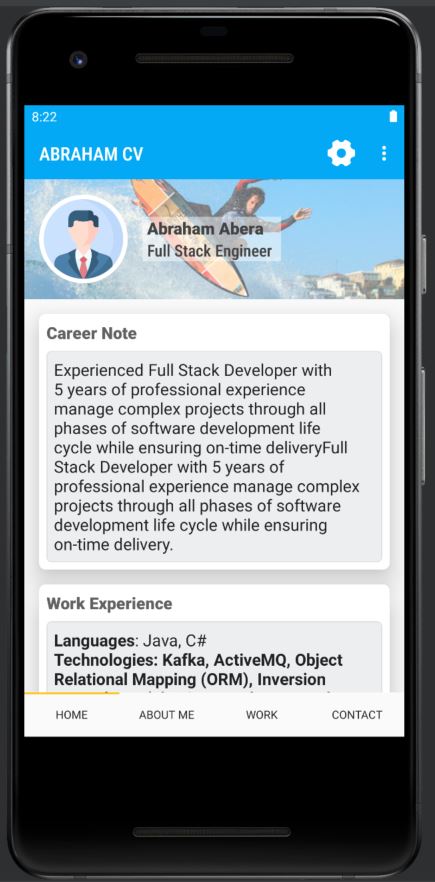 8:22
ABRAHAM CV
Abraham Abera
Full Stack Engineer
Career Note
Experienced Full Stack Developer with
5 years of professional experience
manage complex projects through all
phases of software development life
cycle while ensuring on-time deliveryFull
Stack Developer with 5 years of
professional experience manage complex
projects through all phases of software
development life cycle while ensuring
on-time delivery.
Work Experience
Languages: Java, C#
Technologies: Kafka, ActiveMQ, Object
Relational Mapping (ORM), Inversion
HOME
ABOUT ME
WORK
CONTACT